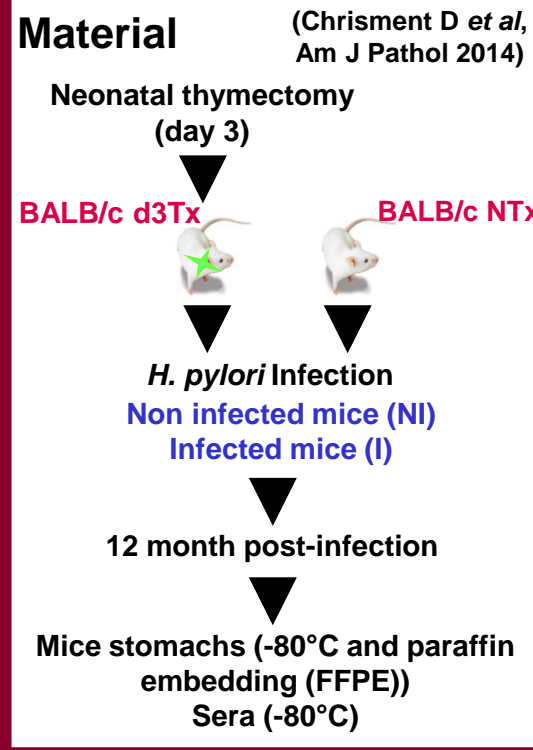 Material
(Chrisment D et al,
Am J Pathol 2014)
Neonatal thymectomy
(day 3)
BALB/c d3Tx
BALB/c NTx
H. pylori Infection
Non infected mice (NI)
Infected mice (I)
12 month post-infection
Mice stomachs (-80°C and paraffin
embedding (FFPE))
Sera (-80°C)